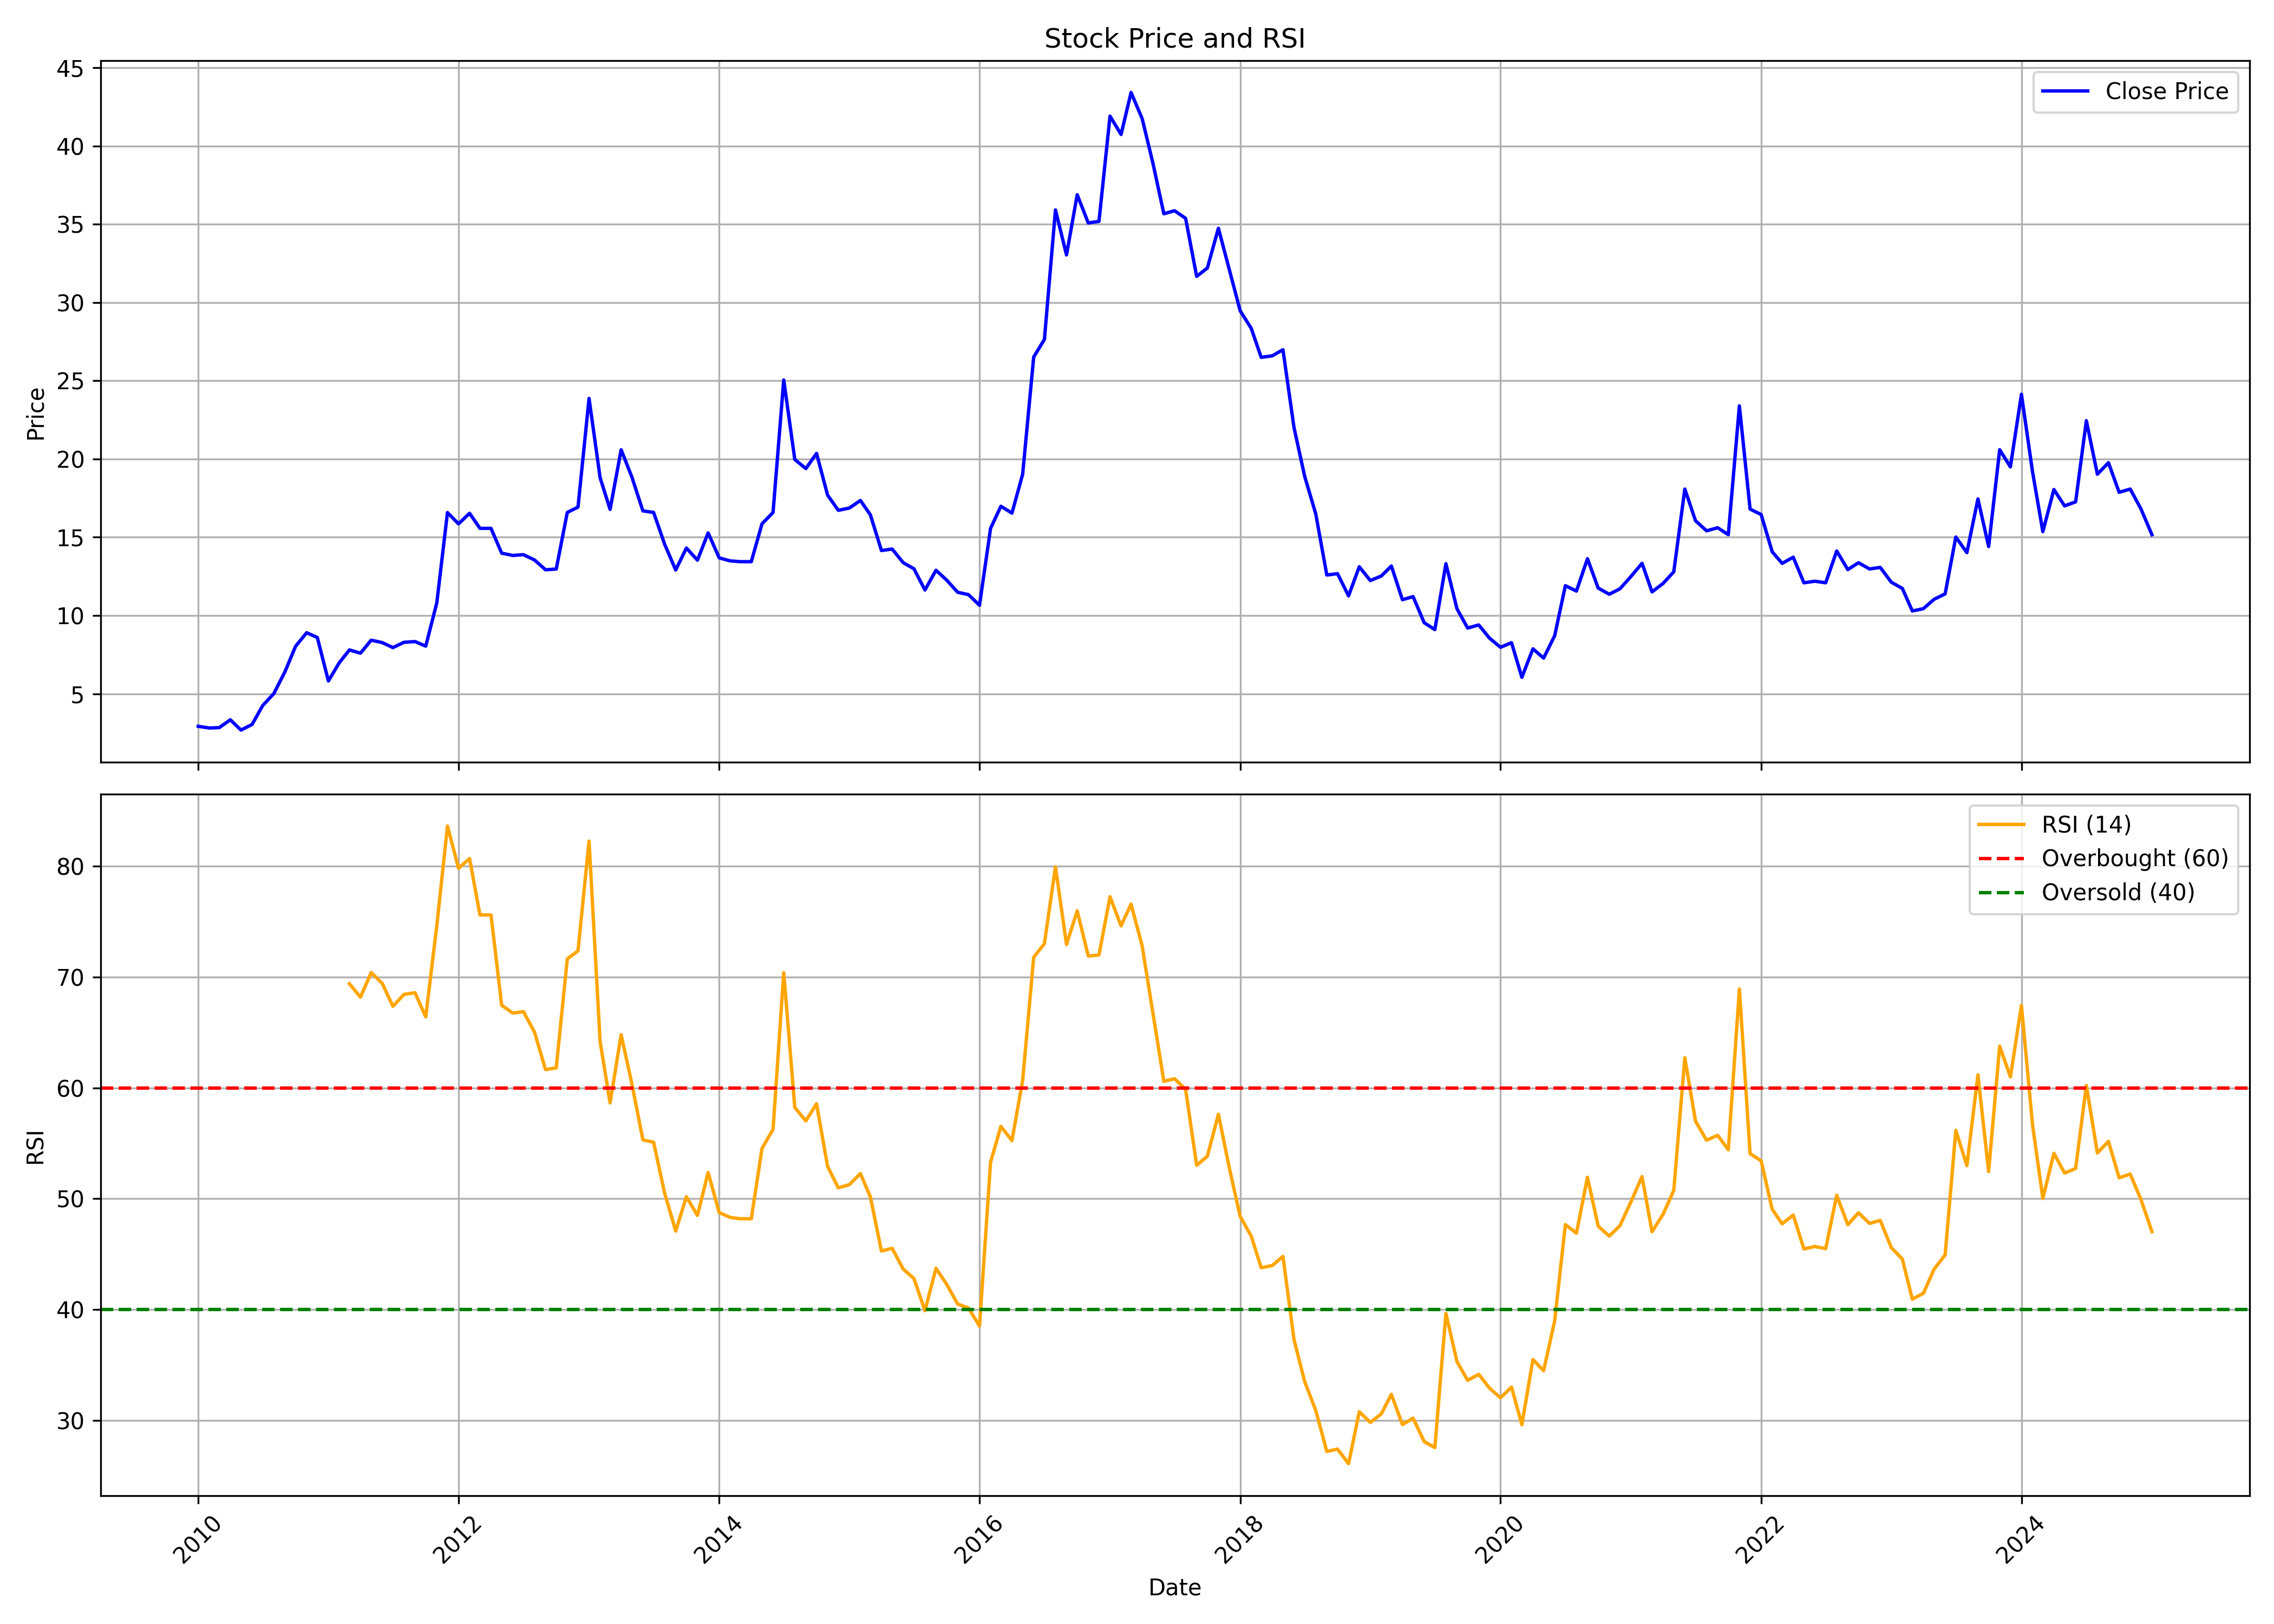 Stock Price and RSI
Close Price
45
40
35
30
25
20
15
10
5
Price
RSI (14)
Overbought (60)
Oversold (40)
80
70
60
50
40
30
RSI
2010
2012
2014
2016
2018
2020
2022
2024
Date